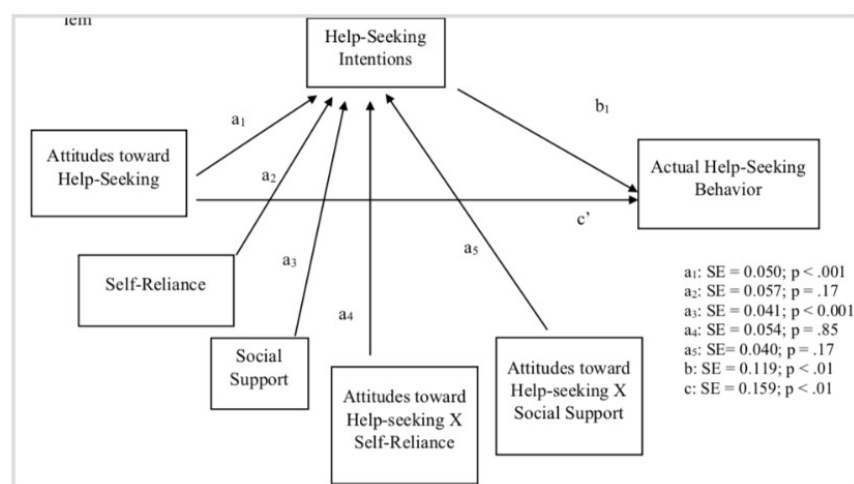 Help-Seeking
Intentions
a₁
b₁
Attitudes toward
Help-Seeking
a₂
Actual Help-Seeking
Behavior
c'
a₃
a₅
Self-Reliance
a₄
Social
Support
Attitudes toward
Help-seeking X
Self-Reliance
Attitudes toward
Help-seeking X
Social Support
a₁: SE = 0.050; p < .001
a₂: SE = 0.057; p = .17
a₃: SE = 0.041; p < 0.001
a₄: SE = 0.054; p = .85
a₅: SE= 0.040; p = .17
b: SE = 0.119; p < .01
c: SE = 0.159; p < .01